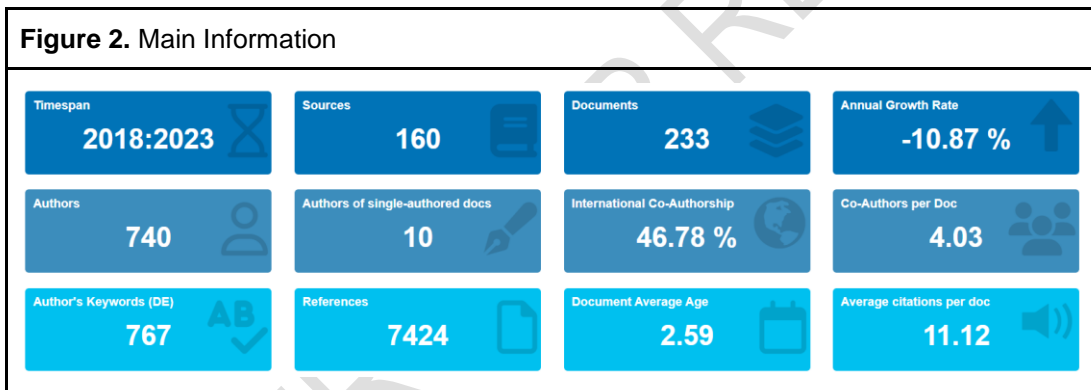 Figure 2. Main Information
Timespan
2018:2023
Sources
160
Documents
233
Annual Growth Rate
-10.87 %
Authors
740
Authors of single-authored docs
10
International Co-Authorship
46.78 %
Co-Authors per Doc
4.03
Author's Keywords (DE)
767
AB
References
7424
Document Average Age
2.59
Average citations per doc
11.12